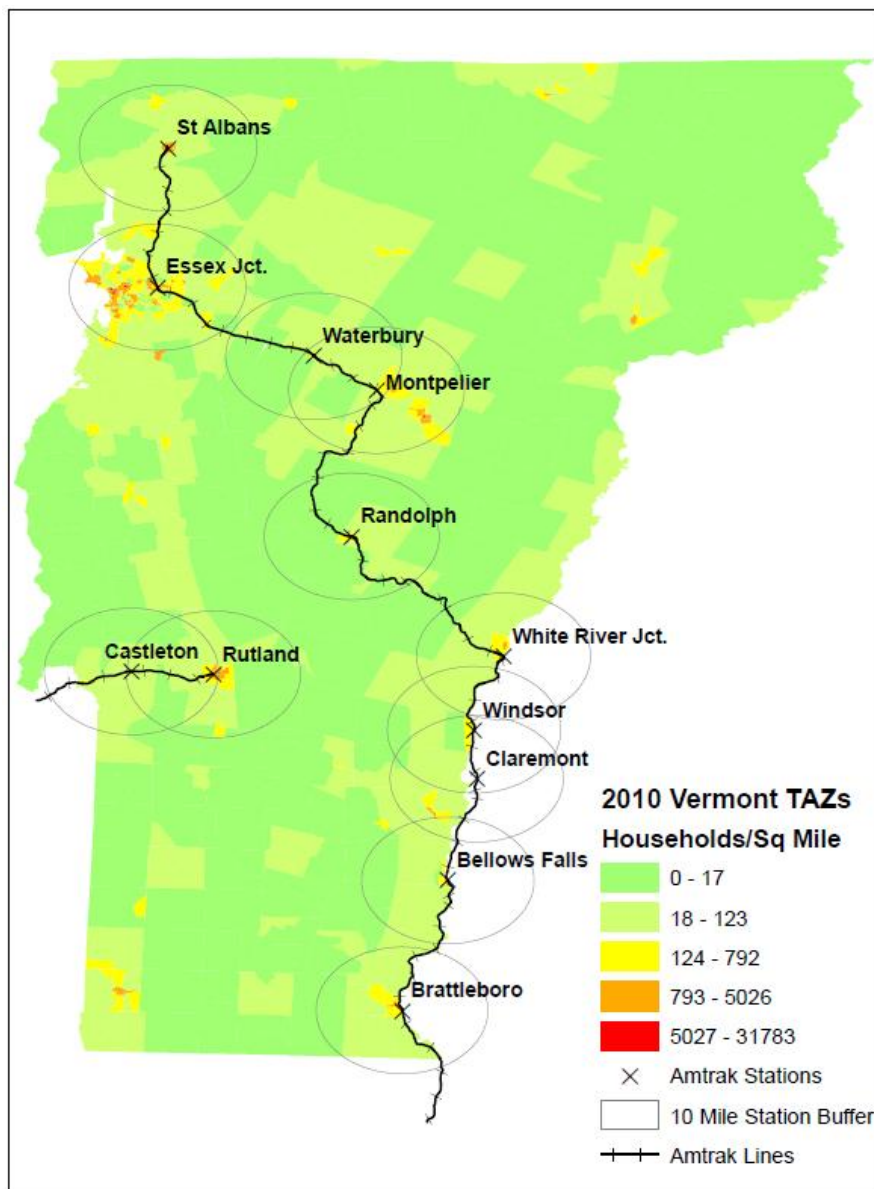 St Albans
Essex Jct.
Waterbury
Montpelier
Randolph
White River Jct.
Castleton
Rutland
Windsor
Claremont
Bellows Falls
Brattleboro
2010 Vermont TAZs
Households/Sq Mile
0 - 17
18 - 123
124 - 792
793 - 5026
5027 - 31783
Amtrak Stations
10 Mile Station Buffer
Amtrak Lines